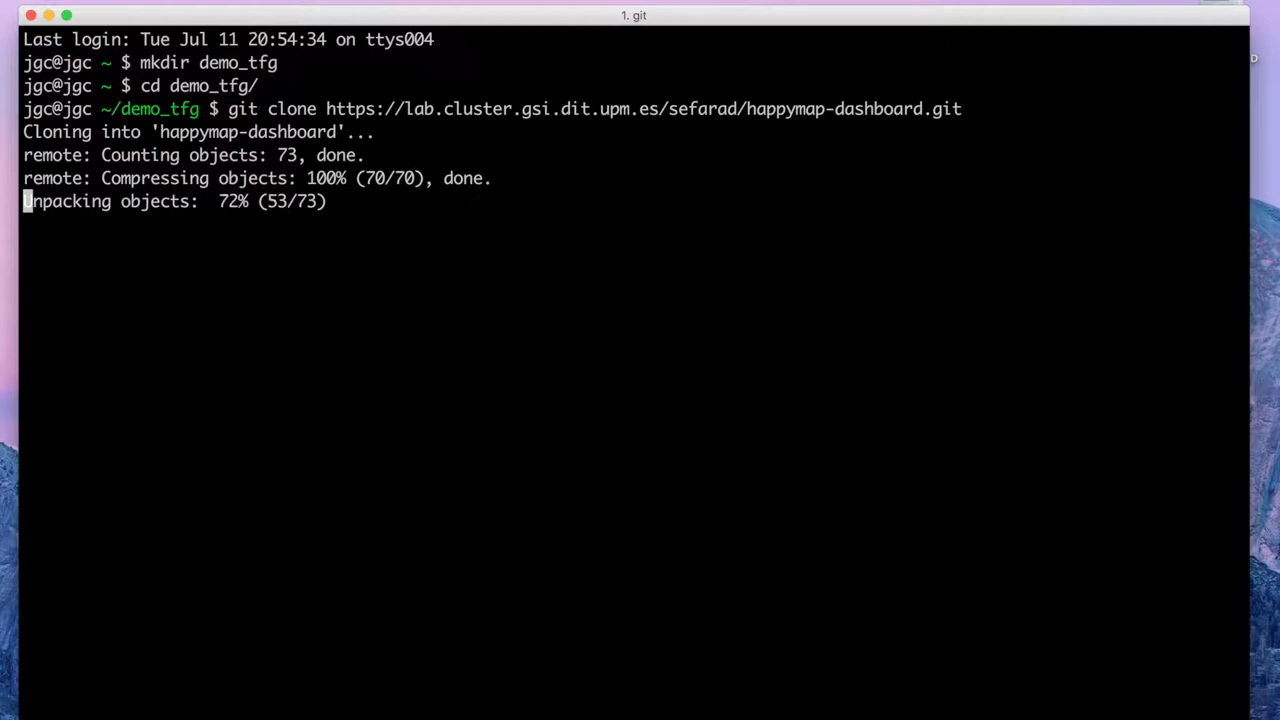 1. git
Last login: Tue Jul 11 20:54:34 on ttys004
jgc@jgc ~ $ mkdir demo_tfg
jgc@jgc ~ $ cd demo_tfg/
jgc@jgc ~/demo_tfg $ git clone https://lab.cluster.gsi.dit.upm.es/sefarad/happymap-dashboard.git
D
Cloning into 'happymap-dashboard'...
remote: Counting objects: 73, done.
remote: Compressing objects: 100% (70/70), done.
Unpacking objects:  72% (53/73)